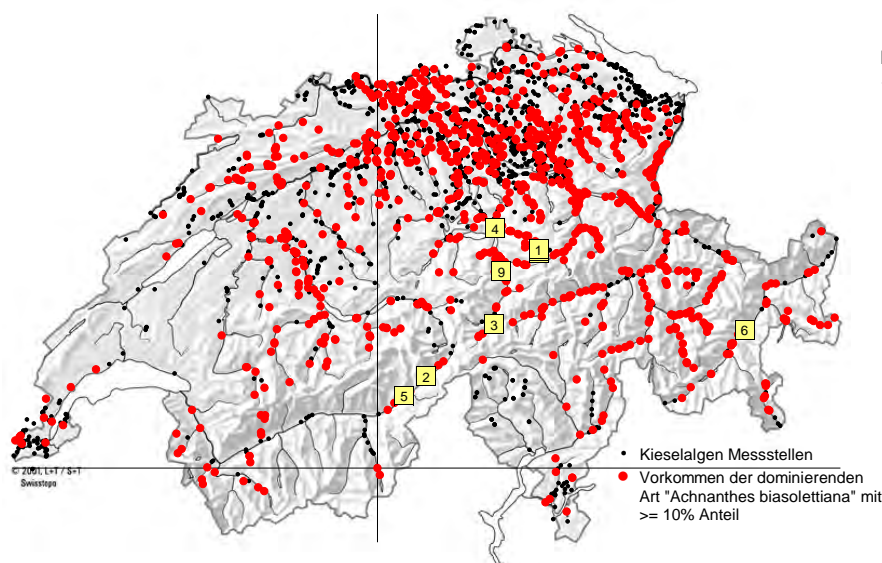 4
1
9
3
6
2
5
Kieselalgen Messstellen
© 2001, L+T / S+T
Swisstopo
Vorkommen der dominierenden
Art "Achnanthes biasolettiana" mit
>= 10% Anteil